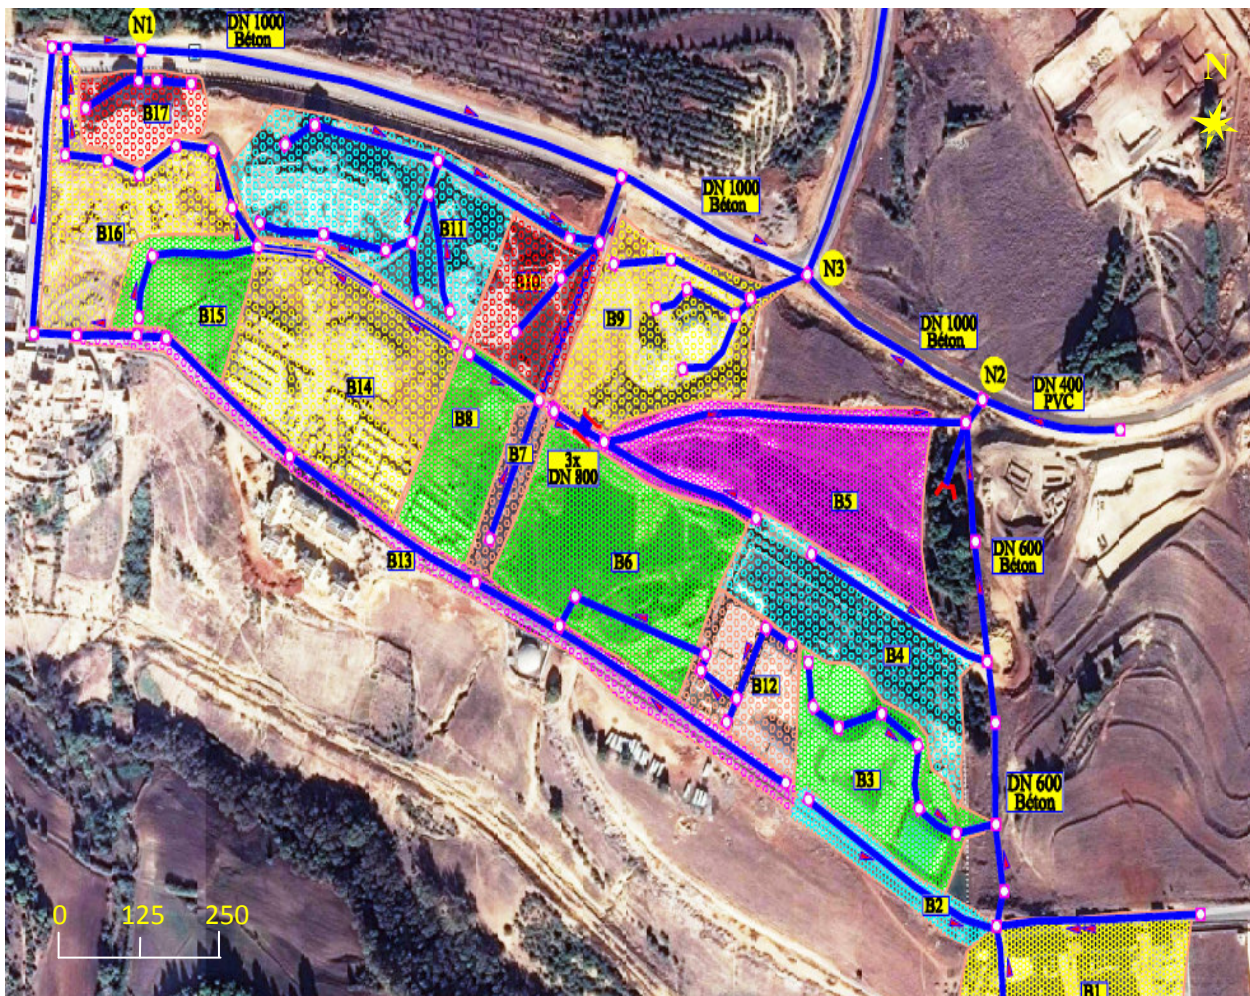 N1
DN 1000
Béton
N
B17
DN 1000
Béton
B16
B11
N3
B10
B15
B9
DN 1000
Béton
N2
DN 400
PVC
B14
B8
B7
3x
DN 800
B5
B13
B6
DN 600
Béton
B4
B12
B3
DN 600
Béton
B2
0 125 250
B1